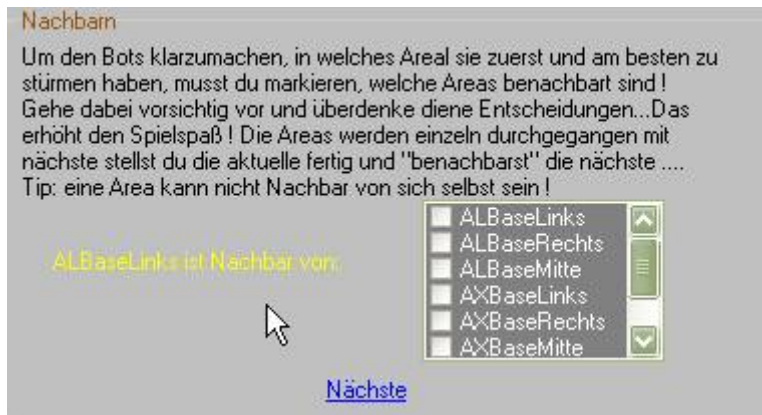 Nachbarn
Um den Bots klarzumachen, in welches Areal sie zuerst und am besten zu
stürmen haben, musst du markieren, welche Areas benachbart sind !
Gehe dabei vorsichtig vor und überdenke diene Entscheidungen...Das
erhöht den Spielspaß ! Die Areas werden einzeln durchgegangen mit
nächste stellst du die aktuelle fertig und "benachbarst" die nächste ....
Tip: eine Area kann nicht Nachbar von sich selbst sein !
ALBaseLinks ist Nachbar von:
ALBaseLinks
ALBaseRechts
ALBaseMitte
AXBaseLinks
AXBaseRechts
AXBaseMitte
Nächste